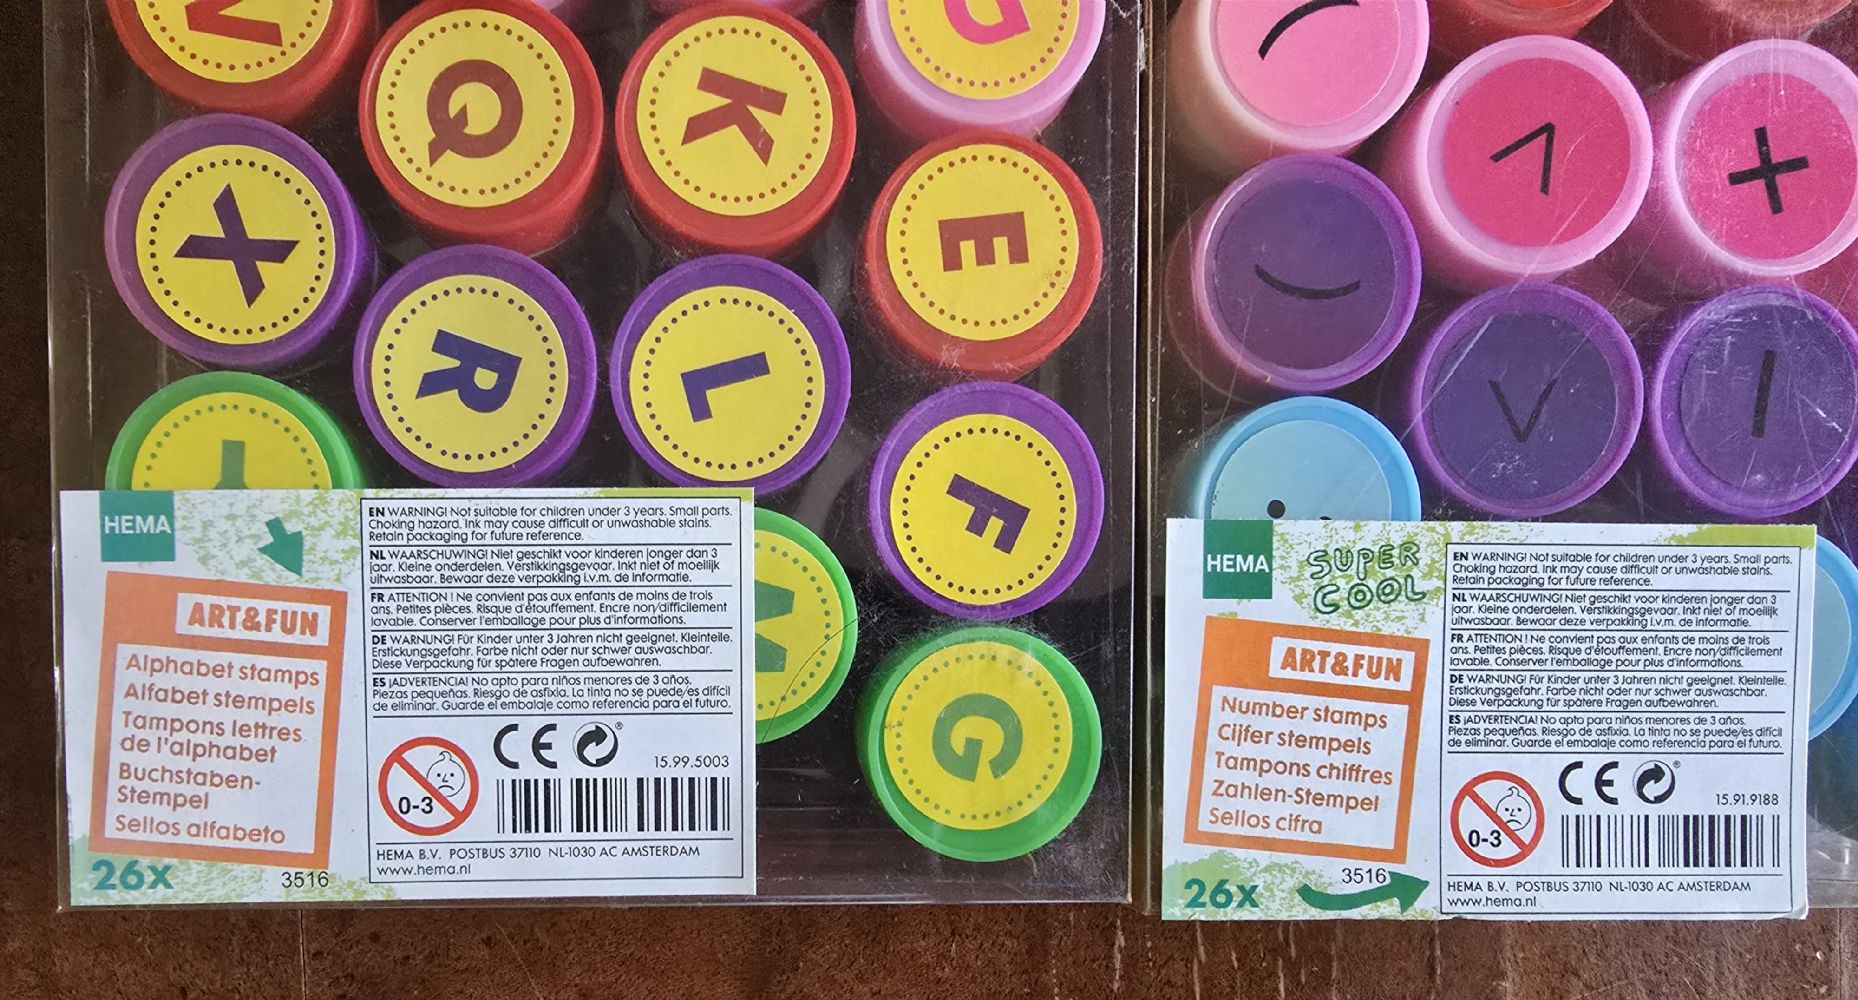 Q
K
E
X
R
L
F
M
G
+
HEMA
ART&FUN
Alphabet stamps
Alfabet stempels
Tampons lettres
de l'alphabet
Buchstaben-
Stempel
Sellos alfabeto
26x
3516
EN WARNING! Not suitable for children under 3 years. Small parts.
Choking hazard. Ink may cause difficult or unwashable stains.
Retain packaging for future reference.
NL WAARSCHUWING! Niet geschikt voor kinderen jonger dan 3
jaar. Kleine onderdelen. Verstikkingsgevaar. Inkt niet of moeilijk
uitwasbaar. Bewaar deze verpakking i.v.m. de informatie.
FR ATTENTION ! Ne convient pas aux enfants de moins de trois
ans. Petites pièces. Risque d'étouffement. Encre non/difficilement
lavable. Conserver l'emballage pour plus d'informations.
DE WARNUNG! Für Kinder unter 3 Jahren nicht geeignet. Kleinteile.
Erstickungsgefahr. Farbe nicht oder nur schwer auswaschbar.
Diese Verpackung für spätere Fragen aufbewahren.
ES ¡ADVERTENCIA! No apto para niños menores de 3 años.
Piezas pequeñas. Riesgo de asfixia. La tinta no se puede/es difícil
de eliminar. Guarde el embalaje como referencia para el futuro.
CE
15.99.5003
0-3
HEMA B.V. POSTBUS 37110 NL-1030 AC AMSTERDAM
www.hema.nl
HEMA
SUPER
COOL
ART&FUN
Number stamps
Cijfer stempels
Tampons chiffres
Zahlen-Stempel
Sellos cifra
26x
3516
EN WARNING! Not suitable for children under 3 years. Small parts.
Choking hazard. Ink may cause difficult or unwashable stains.
Retain packaging for future reference.
NL WAARSCHUWING! Niet geschikt voor kinderen jonger dan 3
jaar. Kleine onderdelen. Verstikkingsgevaar. Inkt niet of moeilijk
uitwasbaar. Bewaar deze verpakking i.v.m. de informatie.
FR ATTENTION ! Ne convient pas aux enfants de moins de trois
ans. Petites pièces. Risque d'étouffement. Encre non/difficilement
lavable. Conserver l'emballage pour plus d'informations.
DE WARNUNG! Für Kinder unter 3 Jahren nicht geeignet. Kleinteile.
Erstickungsgefahr. Farbe nicht oder nur schwer auswaschbar.
Diese Verpackung für spätere Fragen aufbewahren.
ES ¡ADVERTENCIA! No apto para niños menores de 3 años.
Piezas pequeñas. Riesgo de asfixia. La tinta no se puede/es difícil
de eliminar. Guarde el embalaje como referencia para el futuro.
CE
15.91.9188
0-3
HEMA B.V. POSTBUS 37110 NL-1030 AC AMSTERDAM
www.hema.nl